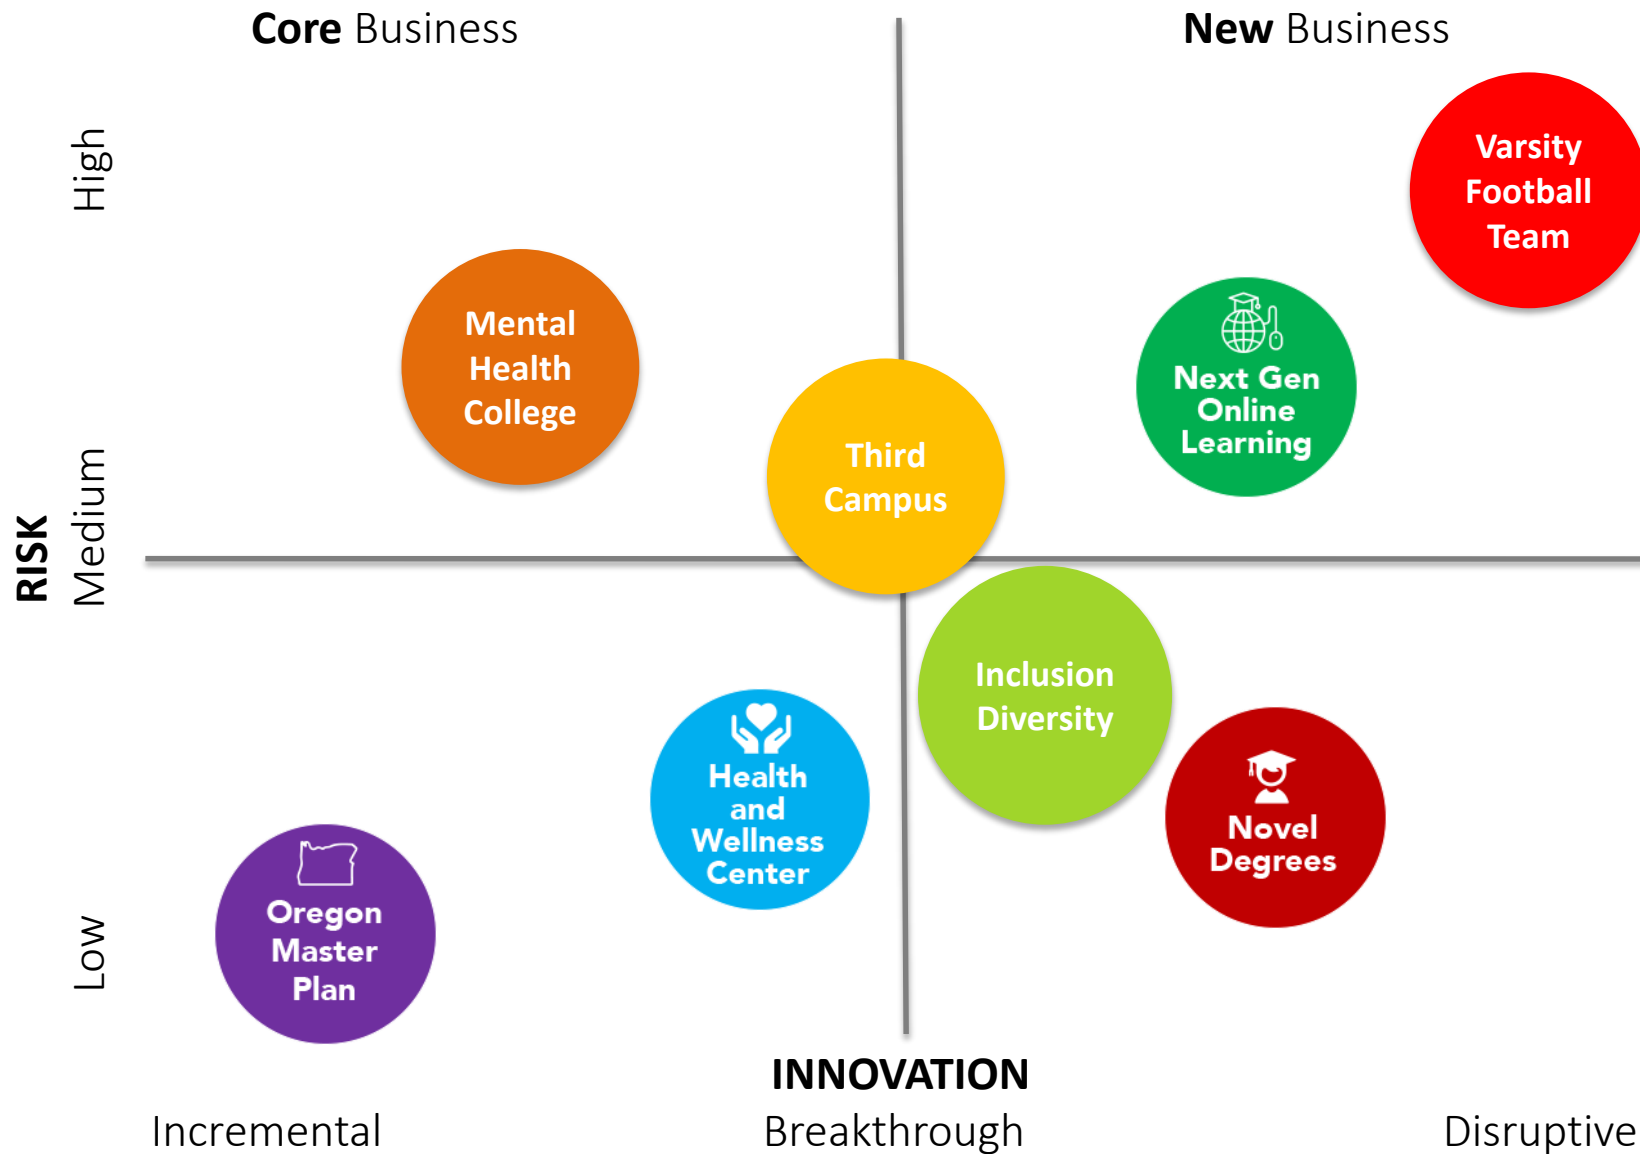 Core Business
New Business
High
Varsity
Football
Team
Mental
Health
College
Next Gen
Online
Learning
Third
Campus
RISK
Medium
Inclusion
Diversity
Health
and
Wellness
Center
Novel
Degrees
Oregon
Master
Plan
Low
INNOVATION
Incremental
Breakthrough
Disruptive